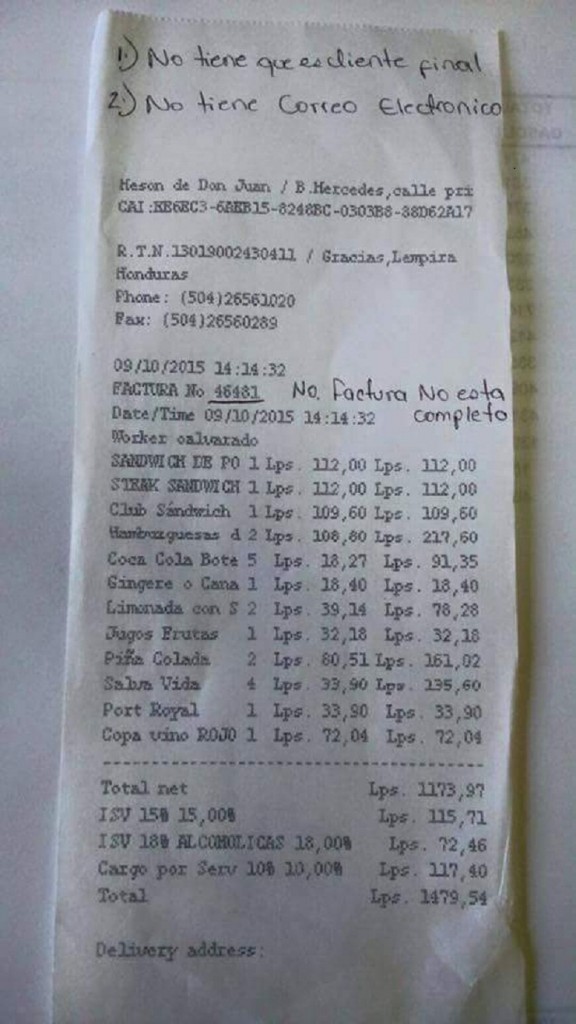 1.) No tiene que es cliente final
2.) No tiene Correo Electronico
Meson de Don Juan / B.Mercedes,calle pri
R.T.N.13019002430411 / Gracias,Lempira
Honduras
Phone: (504)26561020
Fax: (504)26560289
09/10/2015 14:14:32
FACTURA No 46481 No. Factura No esta
completo
Date/Time 09/10/2015 14:14:32
Worker oalvarado
SANDWICH DE PO 1 Lps. 112,00 Lps. 112,00
STEAK SANDWICH 1 Lps. 112,00 Lps. 112,00
Club Sándwich 1 Lps. 109,60 Lps. 109,60
Hamburguesas d 2 Lps. 108,80 Lps. 217,60
Coca Cola Bote 5 Lps. 18,27 Lps. 91,35
Gingere o Cana 1 Lps. 18,40 Lps. 18,40
Limonada con S 2 Lps. 39,14 Lps. 78,28
Jugos Frutas 1 Lps. 32,18 Lps. 32,18
Piña Colada 2 Lps. 80,51 Lps. 161,02
Salva Vida 4 Lps. 33,90 Lps. 135,60
Port Royal 1 Lps. 33,90 Lps. 33,90
Copa vino ROJO 1 Lps. 72,04 Lps. 72,04
Total net Lps. 1173,97
ISV 15% 15,00% Lps. 115,71
ISV 18% ALCOHOLICAS 18,00% Lps. 72,46
Cargo por Serv 10% 10,00% Lps. 117,40
Total Lps. 1479,54
Delivery address: